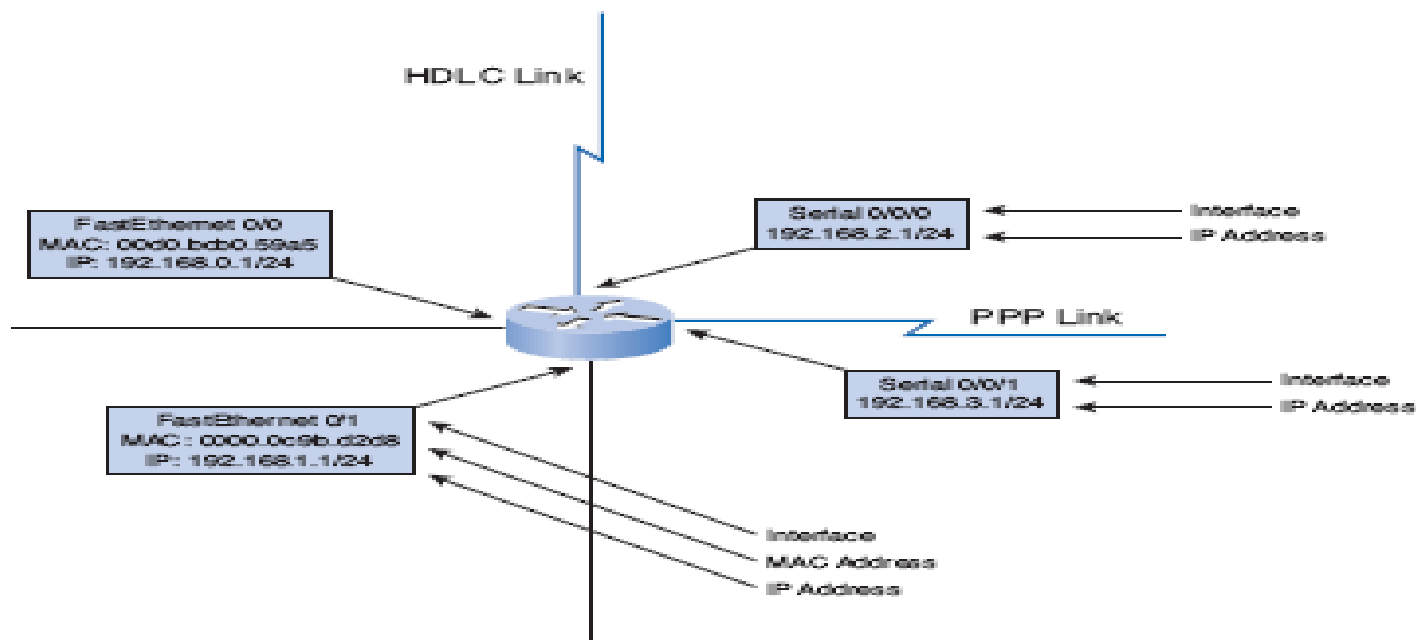 HDLC Link
FastEthernet 0/0
MAC: 00d0.bcb0.59a5
IP: 192.168.0.1/24
Serial 0/0/0
192.168.2.1/24
Interface
IP Address
PPP Link
Serial 0/0/1
192.168.3.1/24
Interface
IP Address
FastEthernet 0/1
MAC: 0000.0c9b.d2d8
IP: 192.168.1.1/24
Interface
MAC Address
IP Address